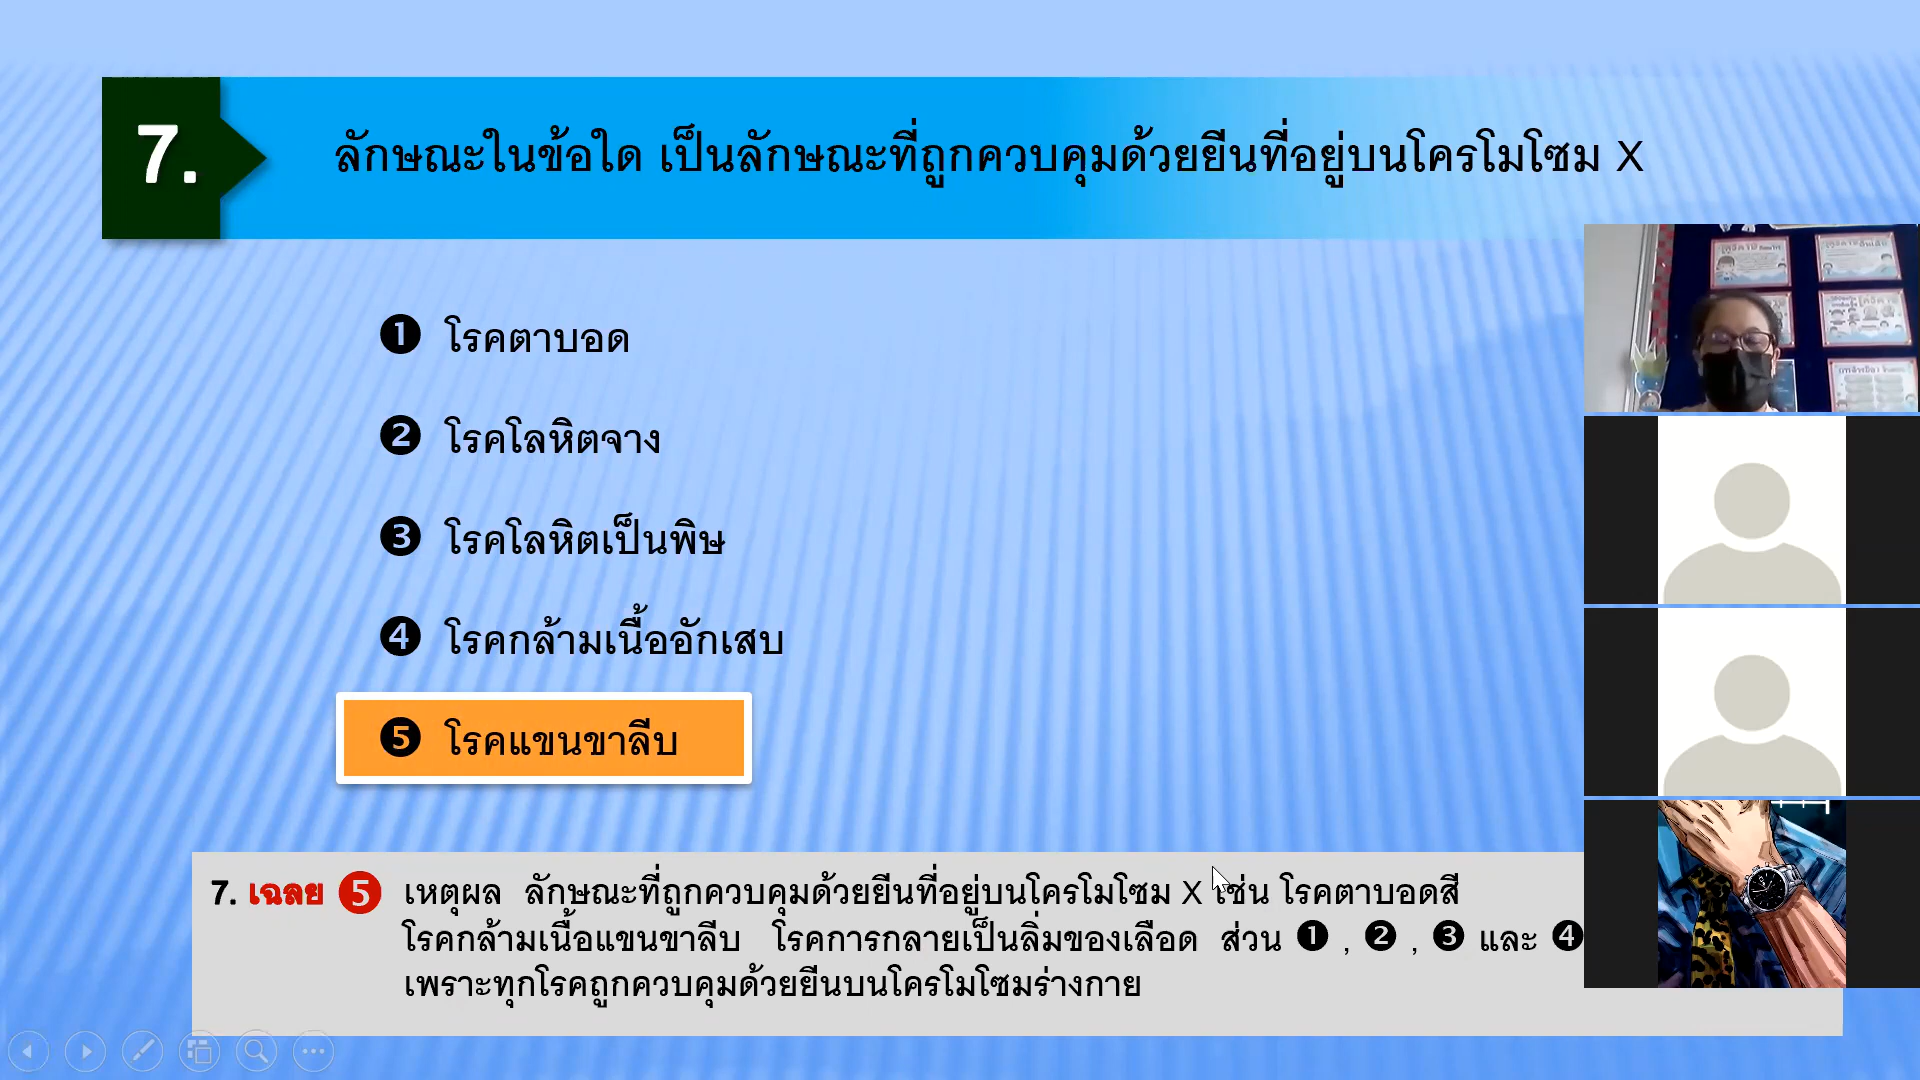 7.
ลักษณะในข้อใด เป็นลักษณะที่ถูกควบคุมด้วยยีนที่อยู่บนโครโมโซม X
❶ โรคตาบอด
❷ โรคโลหิตจาง
❸ โรคโลหิตเป็นพิษ
❹ โรคกล้ามเนื้ออักเสบ
❺ โรคแขนขาลีบ
7. เฉลย ❺ เหตุผล ลักษณะที่ถูกควบคุมด้วยยีนที่อยู่บนโครโมโซม X เช่น โรคตาบอดสี
โรคกล้ามเนื้อแขนขาลีบ โรคการกลายเป็นลิ่มของเลือด ส่วน ❶ , ❷ , ❸ และ ❹
เพราะทุกโรคถูกควบคุมด้วยยีนบนโครโมโซมร่างกาย